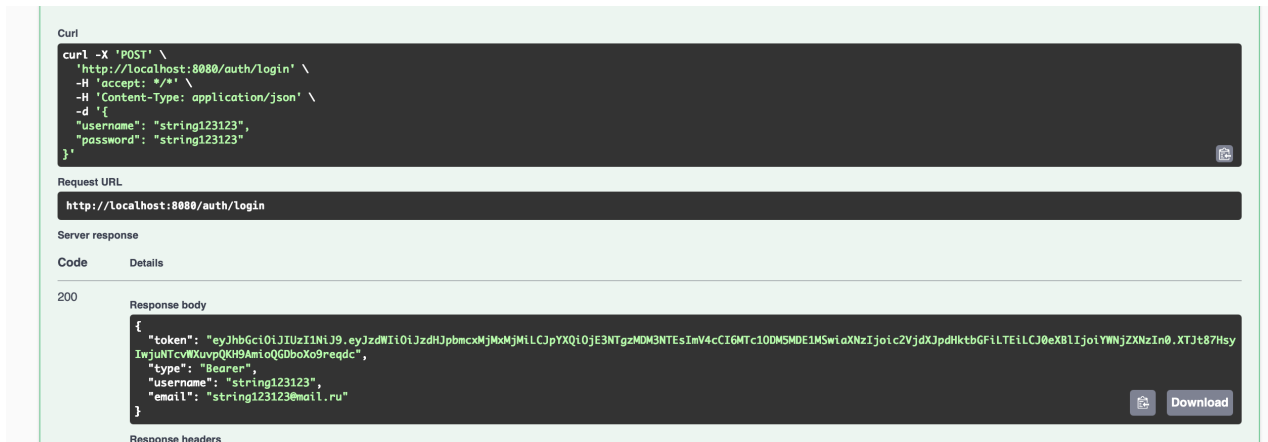 Curl
curl -X 'POST' \
'http://localhost:8080/auth/login' \
-H 'accept: */*' \
-H 'Content-Type: application/json' \
-d '{
"username": "string123123",
"password": "string123123"
}'
Request URL
http://localhost:8080/auth/login
Server response
Code Details
200
Response body
{
"token": "eyJhbGciOiJIUzI1NiJ9.eyJzdWIiOiJzdHJpbmcxMjMxMjMiLCJpYXQiOjE3NTgzMDM3NTEsImV4cCI6MTc1ODM5MDE1MSwiaXNzIjoic2VjdXJpdHktbGFiLTEiLCJ0eXBlIjoiYWNjZXNzIn0.XTJt87Hsy
IwjuNTcvWXuvpQKH9AmioQGDboXo9reqdc",
"type": "Bearer",
"username": "string123123",
"email": "string123123@mail.ru"
}
Download
Response headers